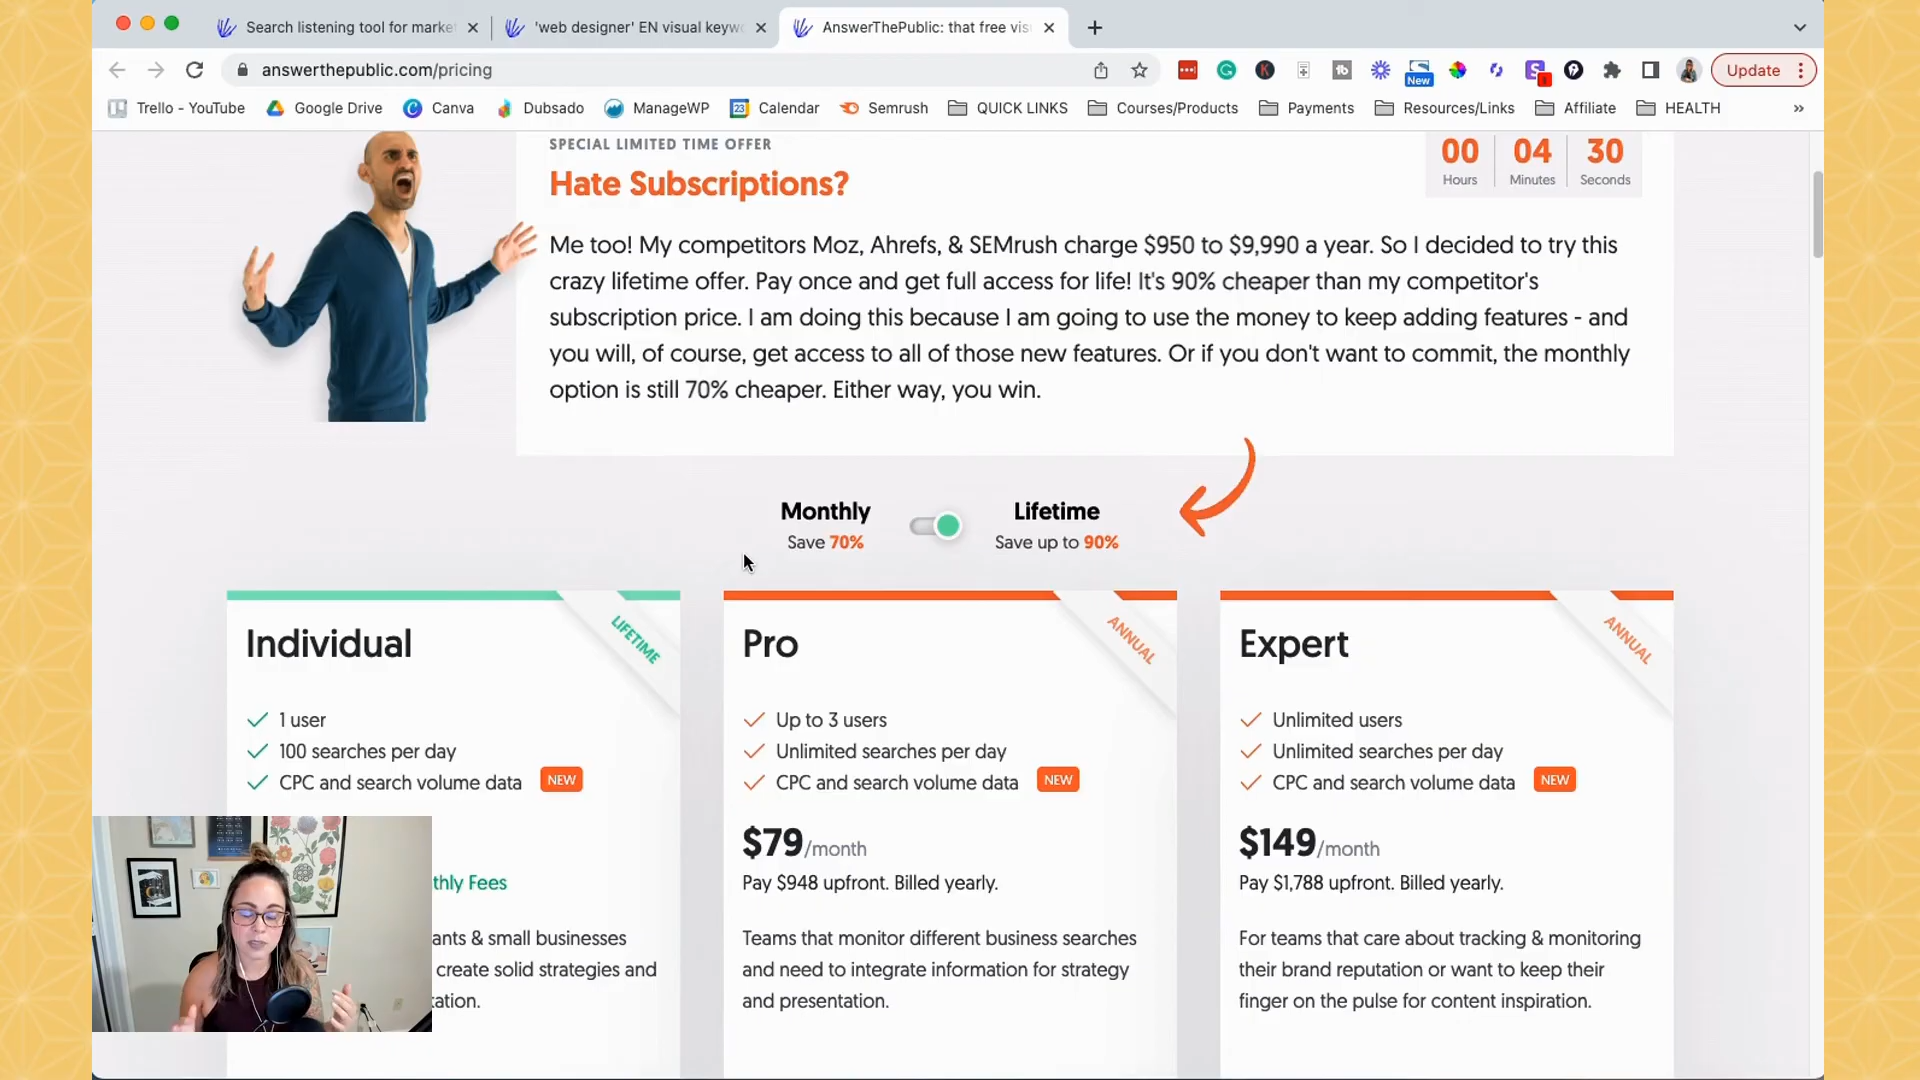 Search listening tool for market
'web designer' EN visual keywo
AnswerThePublic: that free vis
answerthepublic.com/pricing
New
Update
Trello - YouTube
Google Drive
Canva
Dubsado
ManageWP
Calendar
Semrush
QUICK LINKS
Courses/Products
Payments
Resources/Links
Affiliate
HEALTH
»
SPECIAL LIMITED TIME OFFER
Hate Subscriptions?
00
04
30
Hours
Minutes
Seconds
Me too! My competitors Moz, Ahrefs, & SEMrush charge $950 to $9,990 a year. So I decided to try this
crazy lifetime offer. Pay once and get full access for life! It's 90% cheaper than my competitor's
subscription price. I am doing this because I am going to use the money to keep adding features - and
you will, of course, get access to all of those new features. Or if you don't want to commit, the monthly
option is still 70% cheaper. Either way, you win.
Monthly
Save 70%
Lifetime
Save up to 90%
LIFETIME
Individual
1 user
100 searches per day
CPC and search volume data NEW
thly Fees
ants & small businesses
create solid strategies and
tation.
ANNUAL
Pro
Up to 3 users
Unlimited searches per day
CPC and search volume data NEW
$79/month
Pay $948 upfront. Billed yearly.
Teams that monitor different business searches
and need to integrate information for strategy
and presentation.
ANNUAL
Expert
Unlimited users
Unlimited searches per day
CPC and search volume data NEW
$149/month
Pay $1,788 upfront. Billed yearly.
For teams that care about tracking & monitoring
their brand reputation or want to keep their
finger on the pulse for content inspiration.